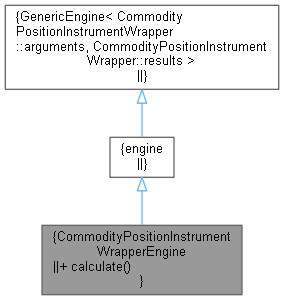 {GenericEngine< Commodity
PositionInstrumentWrapper
::arguments, CommodityPositionInstrument
Wrapper::results >
||}
{engine
||}
{CommodityPositionInstrument
WrapperEngine
||+ calculate()
}